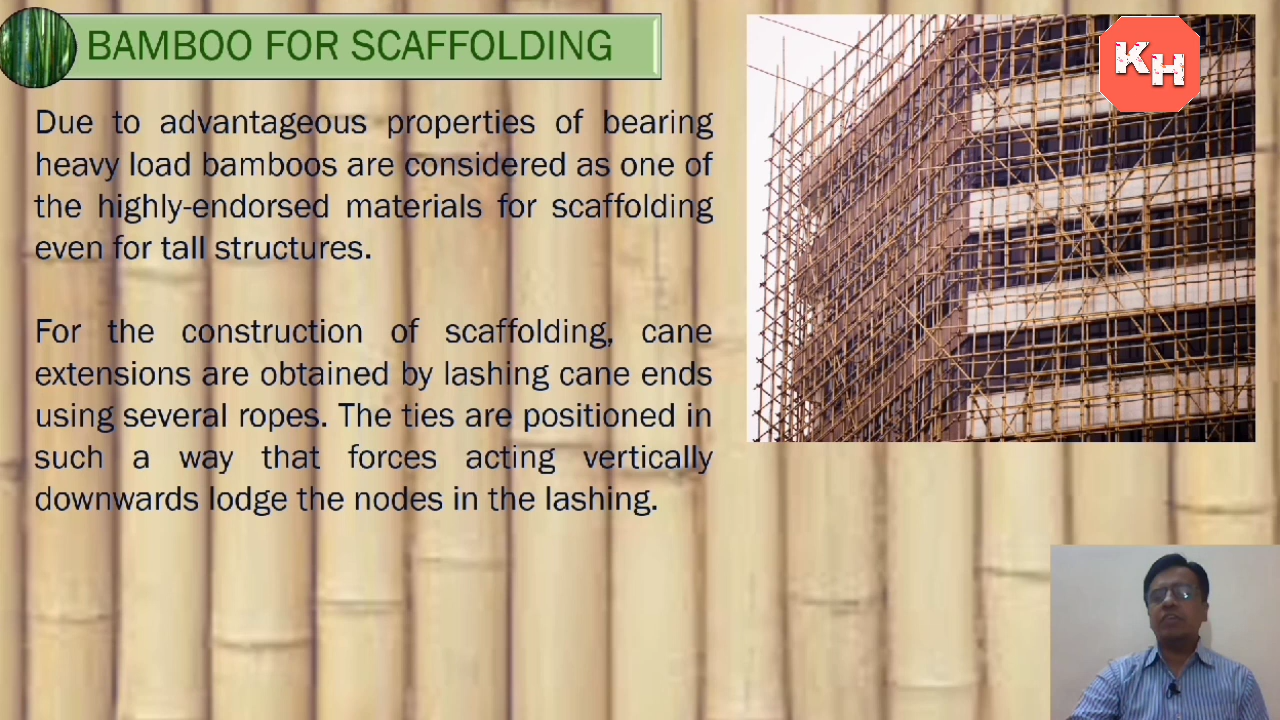 BAMBOO FOR SCAFFOLDING
KH
Due to advantageous properties of bearing
heavy load bamboos are considered as one of
the highly-endorsed materials for scaffolding
even for tall structures.
For the construction of scaffolding, cane
extensions are obtained by lashing cane ends
using several ropes. The ties are positioned in
such a way that forces acting vertically
downwards lodge the nodes in the lashing.